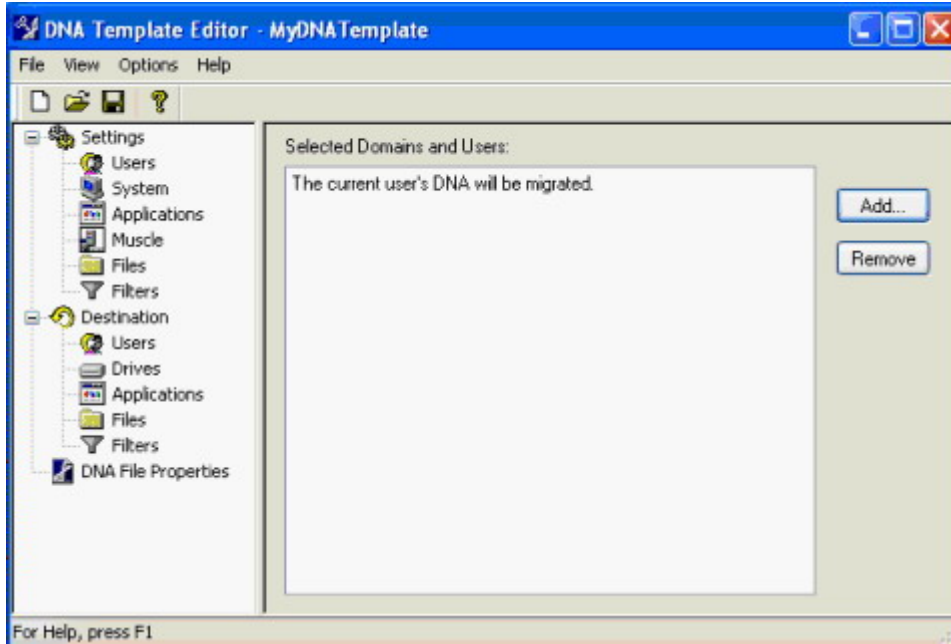 DNA Template Editor - MyDNATemplate
File View Options Help
Settings
Users
System
Applications
Muscle
Files
Filters
Destination
Users
Drives
Applications
Files
Filters
DNA File Properties
Selected Domains and Users:
The current user's DNA will be migrated.
Add...
Remove
For Help, press F1